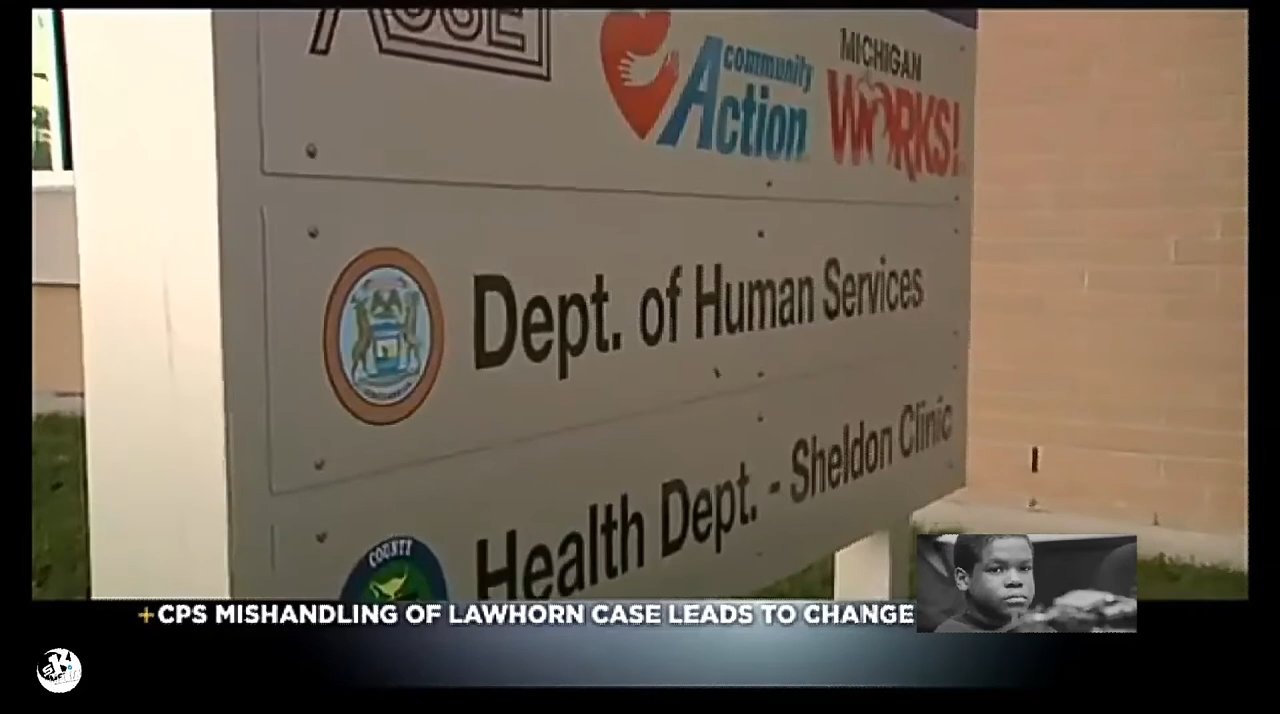 community
Action
MICHIGAN
WORKS!
Dept. of Human Services
Health Dept. - Sheldon Clinic
COUNTY
+CPS MISHANDLING OF LAWHORN CASE LEADS TO CHANGE